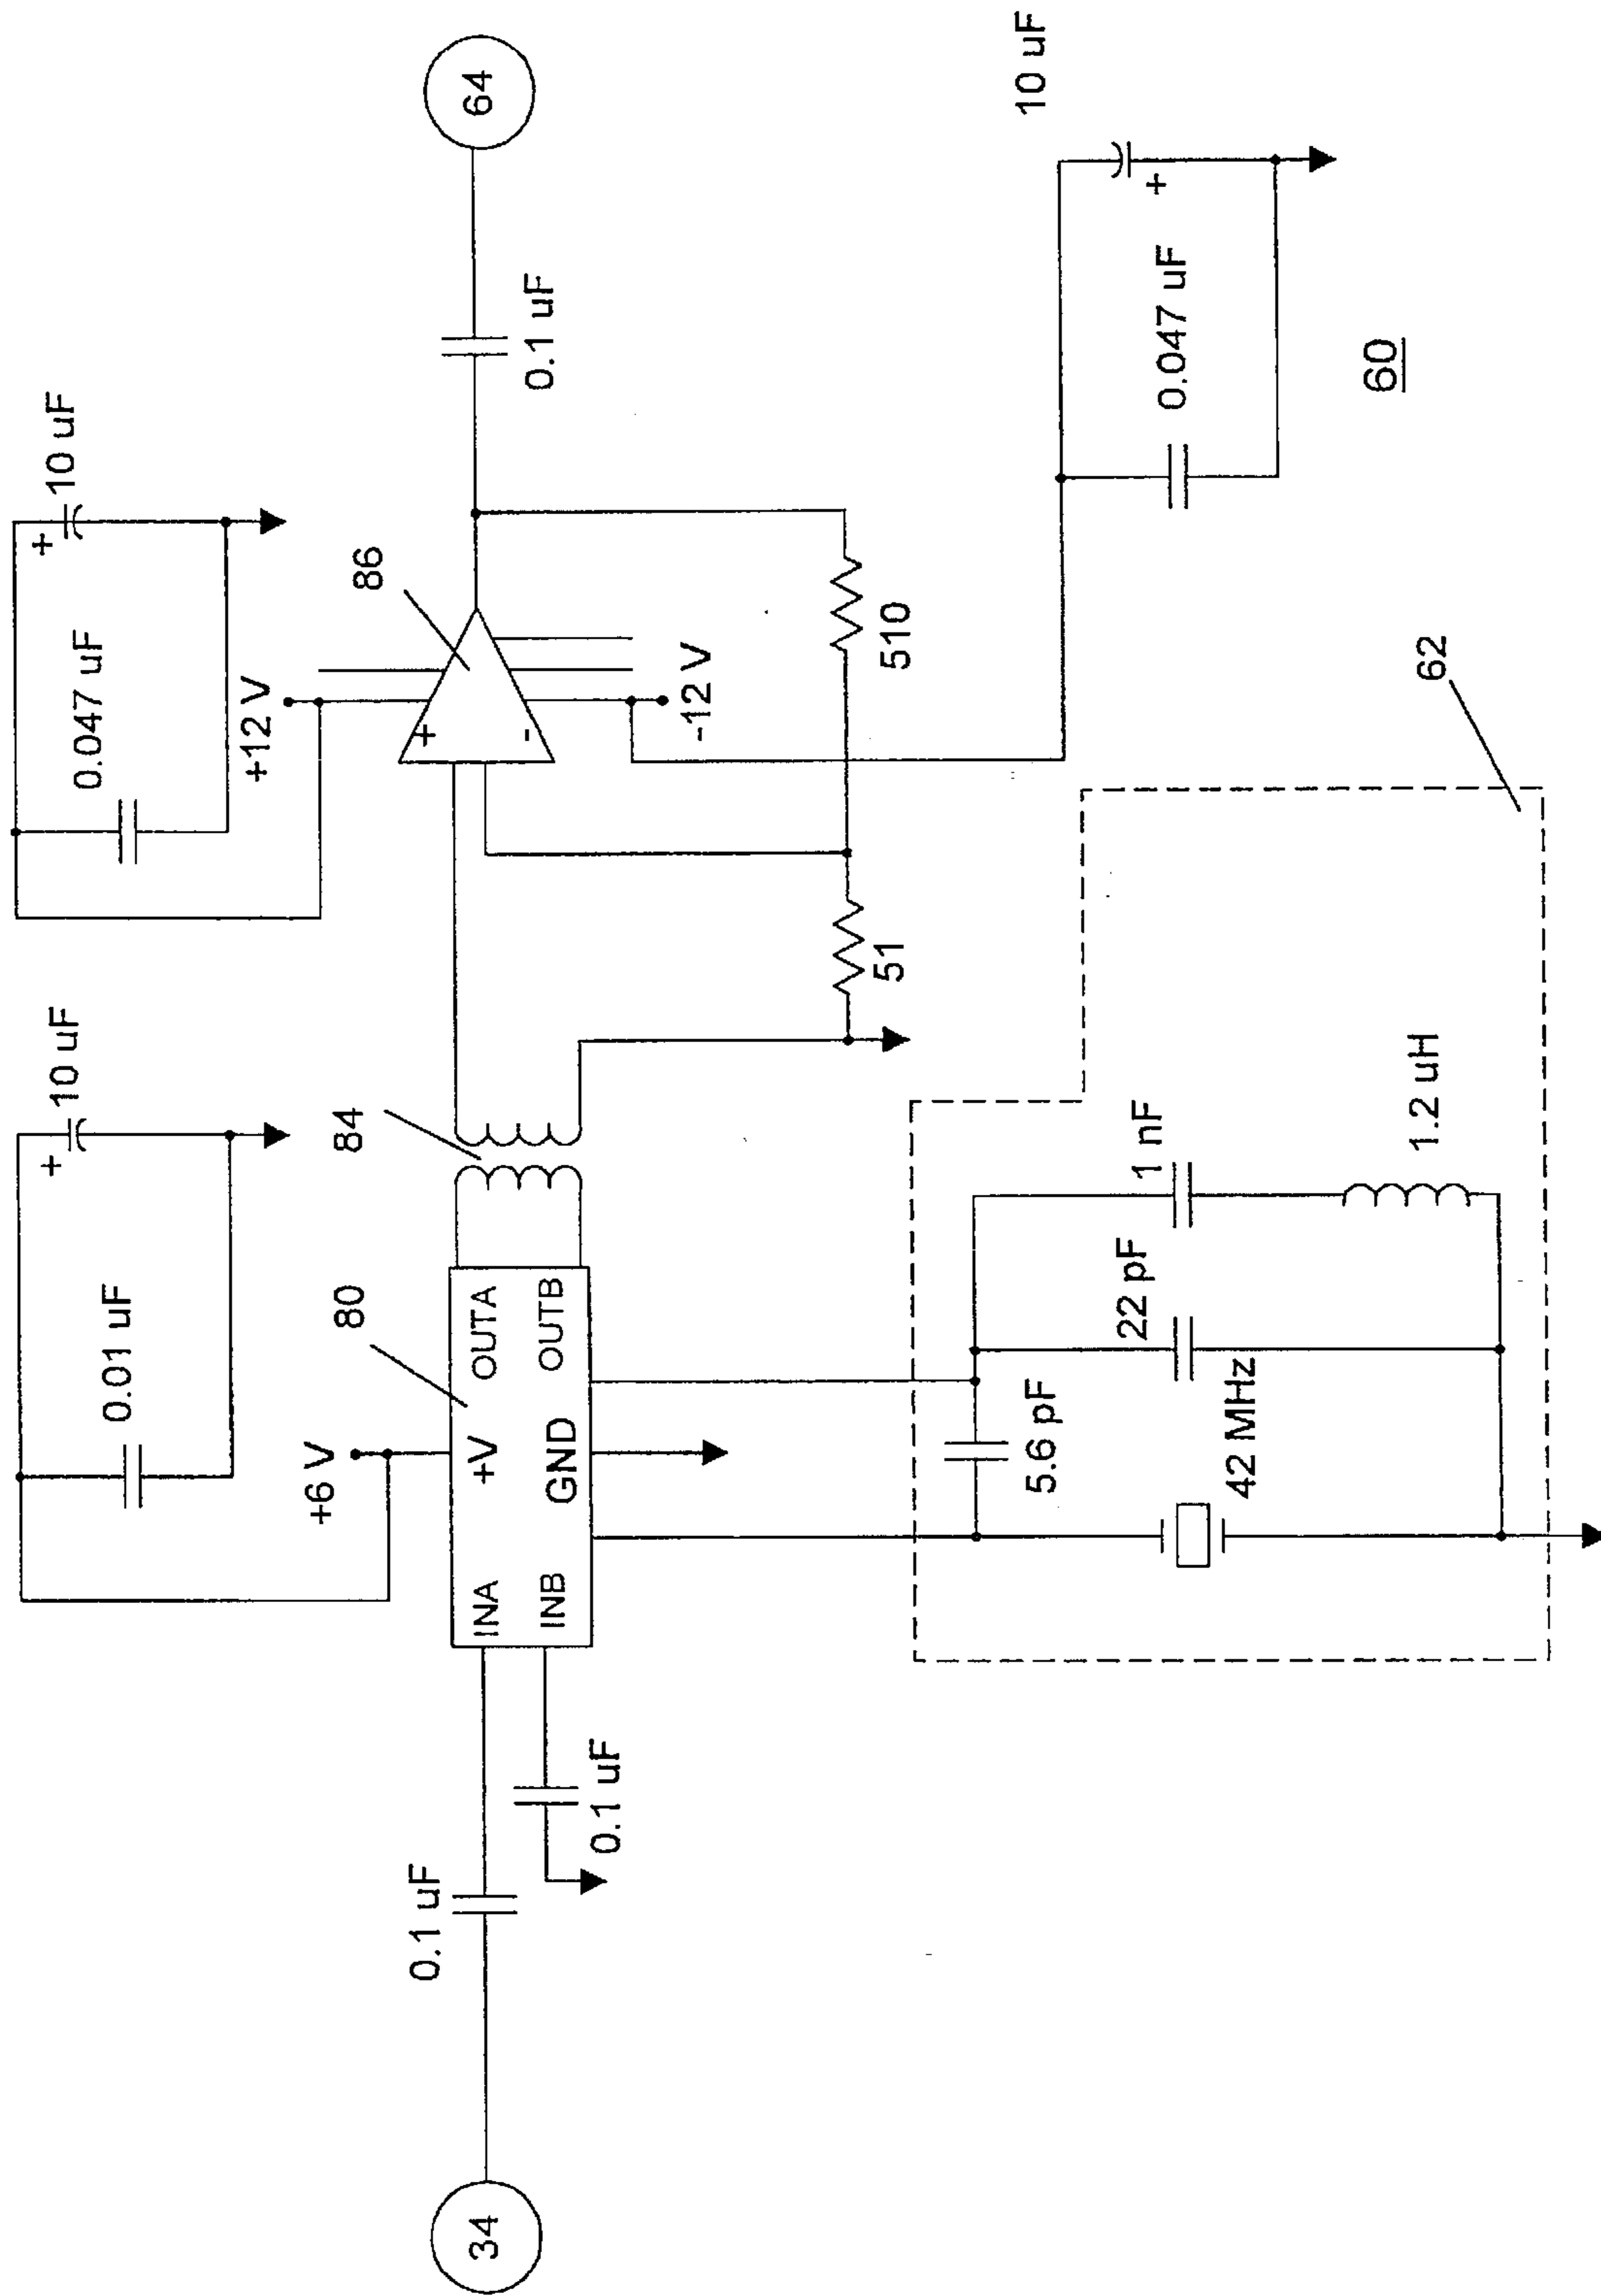 10 uF
0.01 uF
+
+6 V
80
84
10 uF
0.047 uF
+
+12 V
86
34
0.1 uF
0.1 uF
INA
+V
OUTA
INB
GND
OUTB
+
-
-12 V
0.1 uF
64
51
510
5.6 pF
42 MHz
22 pF
1 nF
1.2 uH
62
10 uF
+
0.047 uF
60